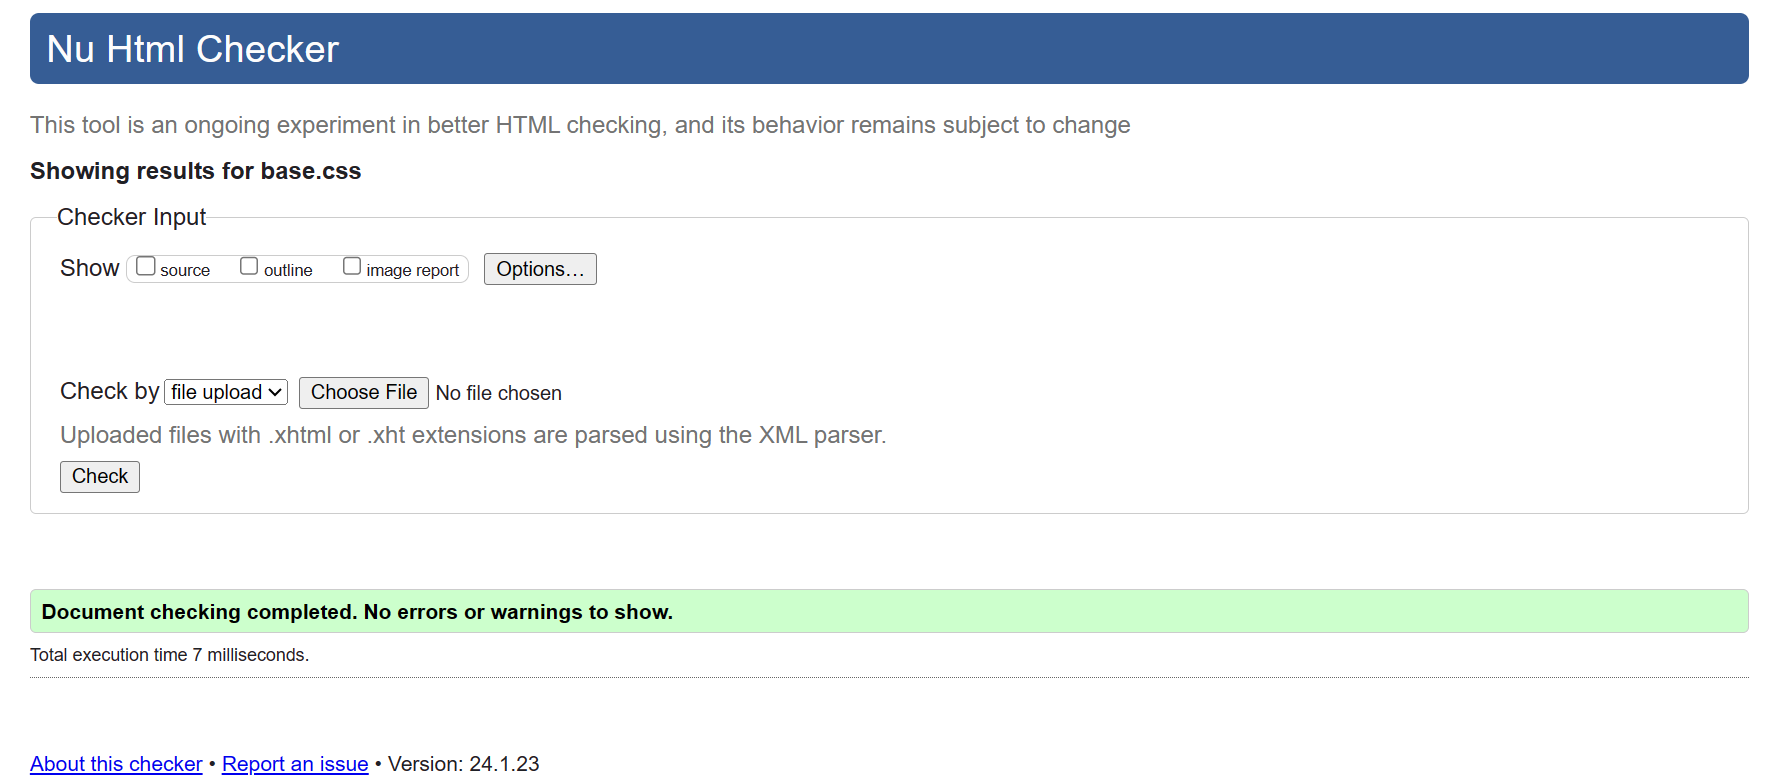 Nu Html Checker
This tool is an ongoing experiment in better HTML checking, and its behavior remains subject to change
Showing results for base.css
Checker Input
Show source outline image report Options…
Check by file upload Choose File No file chosen
Uploaded files with .xhtml or .xht extensions are parsed using the XML parser.
Check
Document checking completed. No errors or warnings to show.
Total execution time 7 milliseconds.
About this checker • Report an issue • Version: 24.1.23